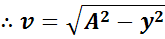 ∴ v = √A² − y²